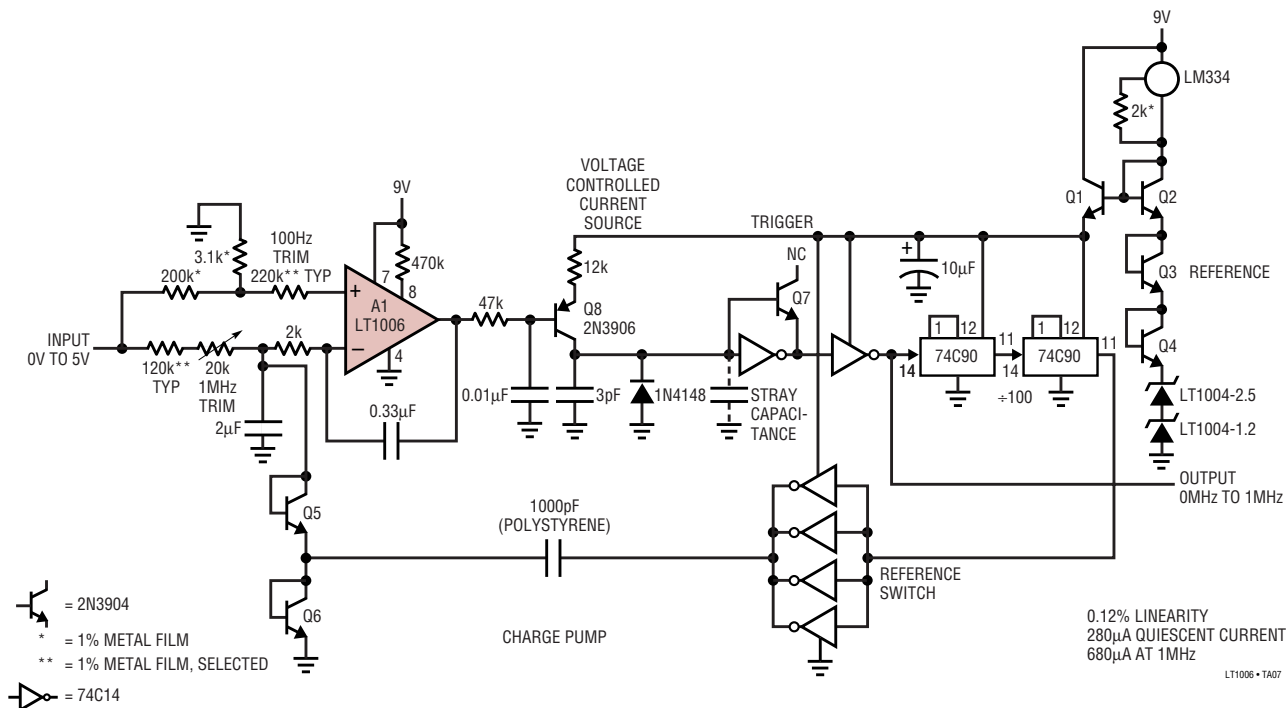 9V
LM334
2k*
Q1
Q2
Q3
REFERENCE
Q4
LT1004-2.5
LT1004-1.2
VOLTAGE
CONTROLLED
CURRENT
SOURCE
TRIGGER
9V
470k
3.1k*
100Hz
TRIM
220k** TYP
200k*
INPUT
0V TO 5V
120k**
TYP
20k
1MHz
TRIM
2k
+
−
A1
LT1006
7
8
4
2µF
0.33µF
47k
12k
Q8
2N3906
0.01µF
3pF
1N4148
STRAY
CAPACI-
TANCE
NC
Q7
+
10µF
1
12
74C90
14
11
1
12
74C90
14
11
÷100
OUTPUT
0MHz TO 1MHz
Q5
Q6
1000pF
(POLYSTYRENE)
REFERENCE
SWITCH
CHARGE PUMP
= 2N3904
* = 1% METAL FILM
** = 1% METAL FILM, SELECTED
= 74C14
0.12% LINEARITY
280µA QUIESCENT CURRENT
680µA AT 1MHz
LT1006 • TA07